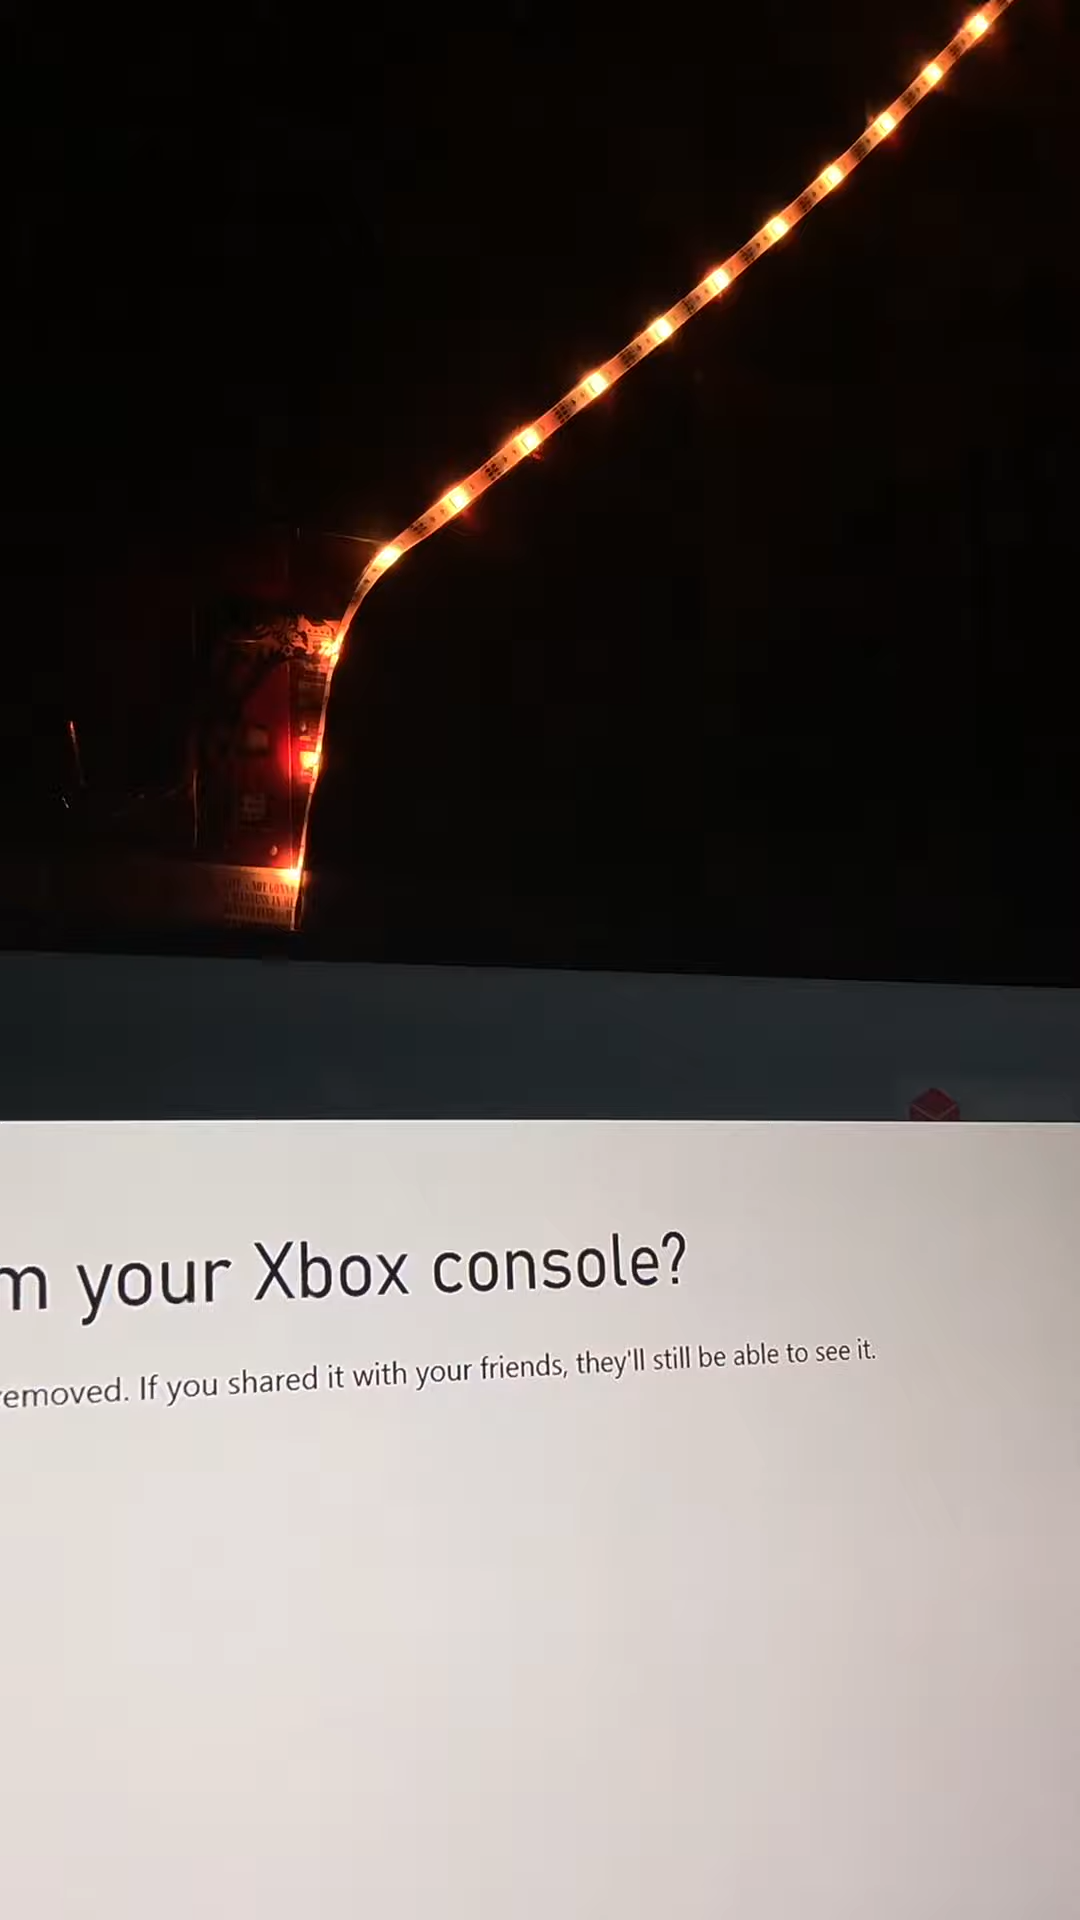 m your Xbox console?
emoved. If you shared it with your friends, they'll still be able to see it.